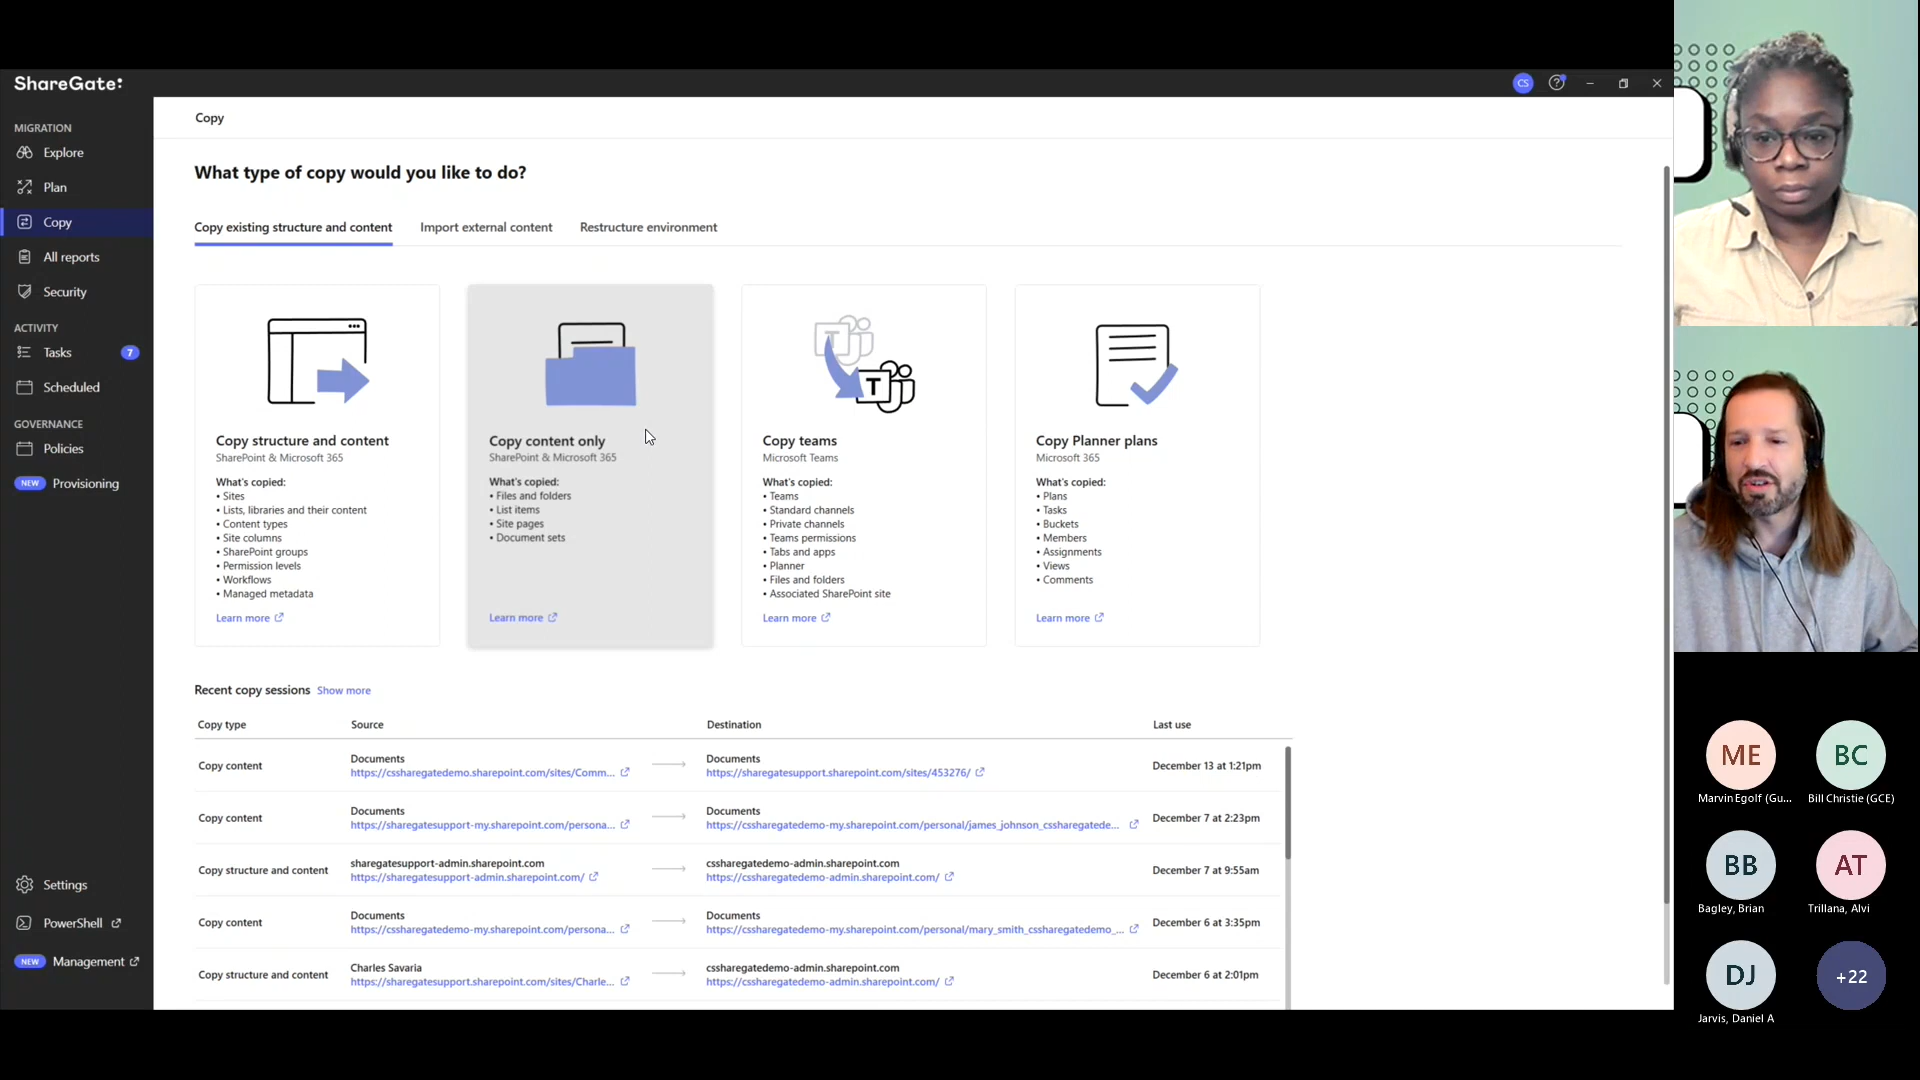 ShareGate:
CS
MIGRATION
Explore
Plan
Copy
All reports
Security
ACTIVITY
Tasks
7
Scheduled
GOVERNANCE
Policies
NEW Provisioning
Settings
PowerShell
NEW Management
Copy
What type of copy would you like to do?
Copy existing structure and content
Import external content
Restructure environment
Copy structure and content
SharePoint & Microsoft 365
What's copied:
• Sites
• Lists, libraries and their content
• Content types
• Site columns
• SharePoint groups
• Permission levels
• Workflows
• Managed metadata
Learn more
Copy content only
SharePoint & Microsoft 365
What's copied:
• Files and folders
• List items
• Site pages
• Document sets
Learn more
T
T
Copy teams
Microsoft Teams
What's copied:
• Teams
• Standard channels
• Private channels
• Teams permissions
• Tabs and apps
• Planner
• Files and folders
• Associated SharePoint site
Learn more
Copy Planner plans
Microsoft 365
What's copied:
• Plans
• Tasks
• Buckets
• Members
• Assignments
• Views
• Comments
Learn more
Recent copy sessions Show more
Copy type Source Destination Last use
Copy content
Documents
https://cssharegatedemo.sharepoint.com/sites/Comm...
Documents
https://sharegatesupport.sharepoint.com/sites/453276/
December 13 at 1:21pm
Copy content
Documents
https://sharegatesupport-my.sharepoint.com/persona...
Documents
https://cssharegatedemo-my.sharepoint.com/personal/james_johnson_cssharegatede...
December 7 at 2:23pm
Copy structure and content
sharegatesupport-admin.sharepoint.com
https://sharegatesupport-admin.sharepoint.com/
cssharegatedemo-admin.sharepoint.com
https://cssharegatedemo-admin.sharepoint.com/
December 7 at 9:55am
Copy content
Documents
https://cssharegatedemo-my.sharepoint.com/persona...
Documents
https://cssharegatedemo-my.sharepoint.com/personal/mary_smith_cssharegatedemo_...
December 6 at 3:35pm
Copy structure and content
Charles Savaria
https://sharegatesupport.sharepoint.com/sites/Charle...
cssharegatedemo-admin.sharepoint.com
https://cssharegatedemo-admin.sharepoint.com/
December 6 at 2:01pm
ME
Marvin Egolf (Gu...
BC
Bill Christie (GCE)
BB
Bagley, Brian
AT
Trillana, Alvi
DJ
Jarvis, Daniel A
+22